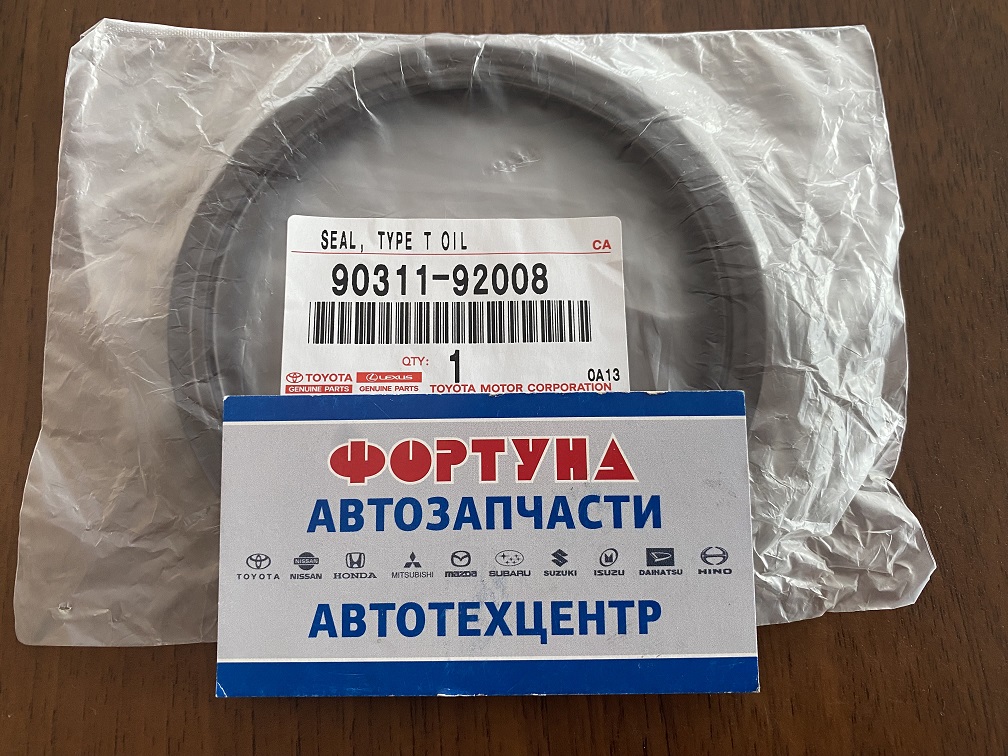 SEAL, TYPE T OIL
CA
90311-92008
QTY: 1
0A13
TOYOTA LEXUS
GENUINE PARTS GENUINE PARTS TOYOTA MOTOR CORPORATION
ФОРТУНА
АВТОЗАПЧАСТИ
TOYOTA NISSAN HONDA MITSUBISHI mazda SUBARU SUZUKI ISUZU DAIHATSU HINO
АВТОТЕХЦЕНТР